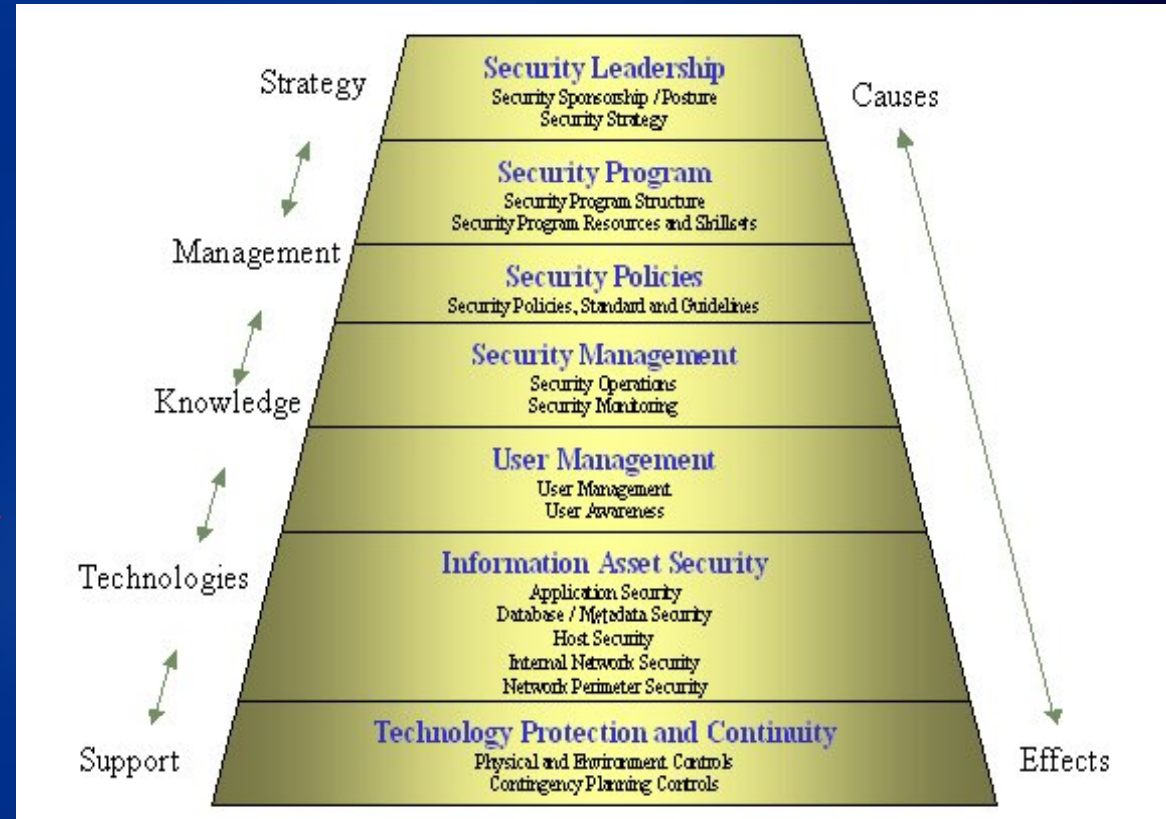 Strategy
Management
Knowledge
Technologies
Support
Security Leadership
Security Sponsorship / Posture
Security Strategy
Security Program
Security Program Structure
Security Program Resources and Skillsets
Security Policies
Security Policies, Standard and Guidelines
Security Management
Security Operations
Security Monitoring
User Management
User Management
User Awareness
Information Asset Security
Application Security
Database / Metadata Security
Host Security
Internal Network Security
Network Perimeter Security
Technology Protection and Continuity
Physical and Environment Controls
Contingency Planning Controls
Causes
Effects